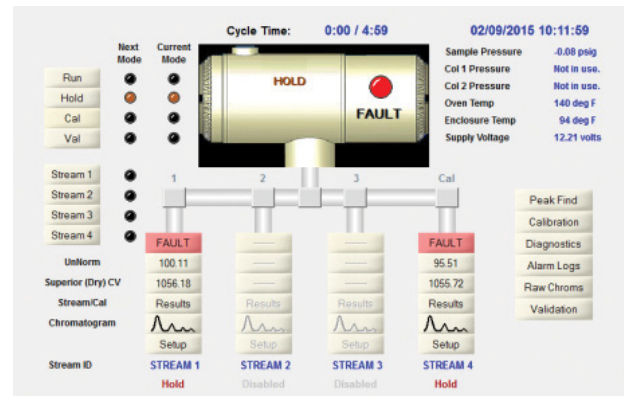 Cycle Time: 0:00 / 4:59 02/09/2015 10:11:59
Next Mode Current Mode
Sample Pressure -0.08 psig
Col 1 Pressure Not in use.
Col 2 Pressure Not in use.
Oven Temp 140 deg F
Enclosure Temp 94 deg F
Supply Voltage 12.21 volts
HOLD
FAULT
Run
Hold
Cal
Val
Stream 1
Stream 2
Stream 3
Stream 4
1 2 3 Cal
Peak Find
Calibration
Diagnostics
Alarm Logs
Raw Chroms
Validation
FAULT FAULT
UnNorm 100.11 95.51
Superior (Dry) CV 1056.18 1055.72
Stream/Cal Results Results Results Results
Chromatogram
Setup Setup Setup Setup
Stream ID STREAM 1 STREAM 2 STREAM 3 STREAM 4
Hold Disabled Disabled Hold